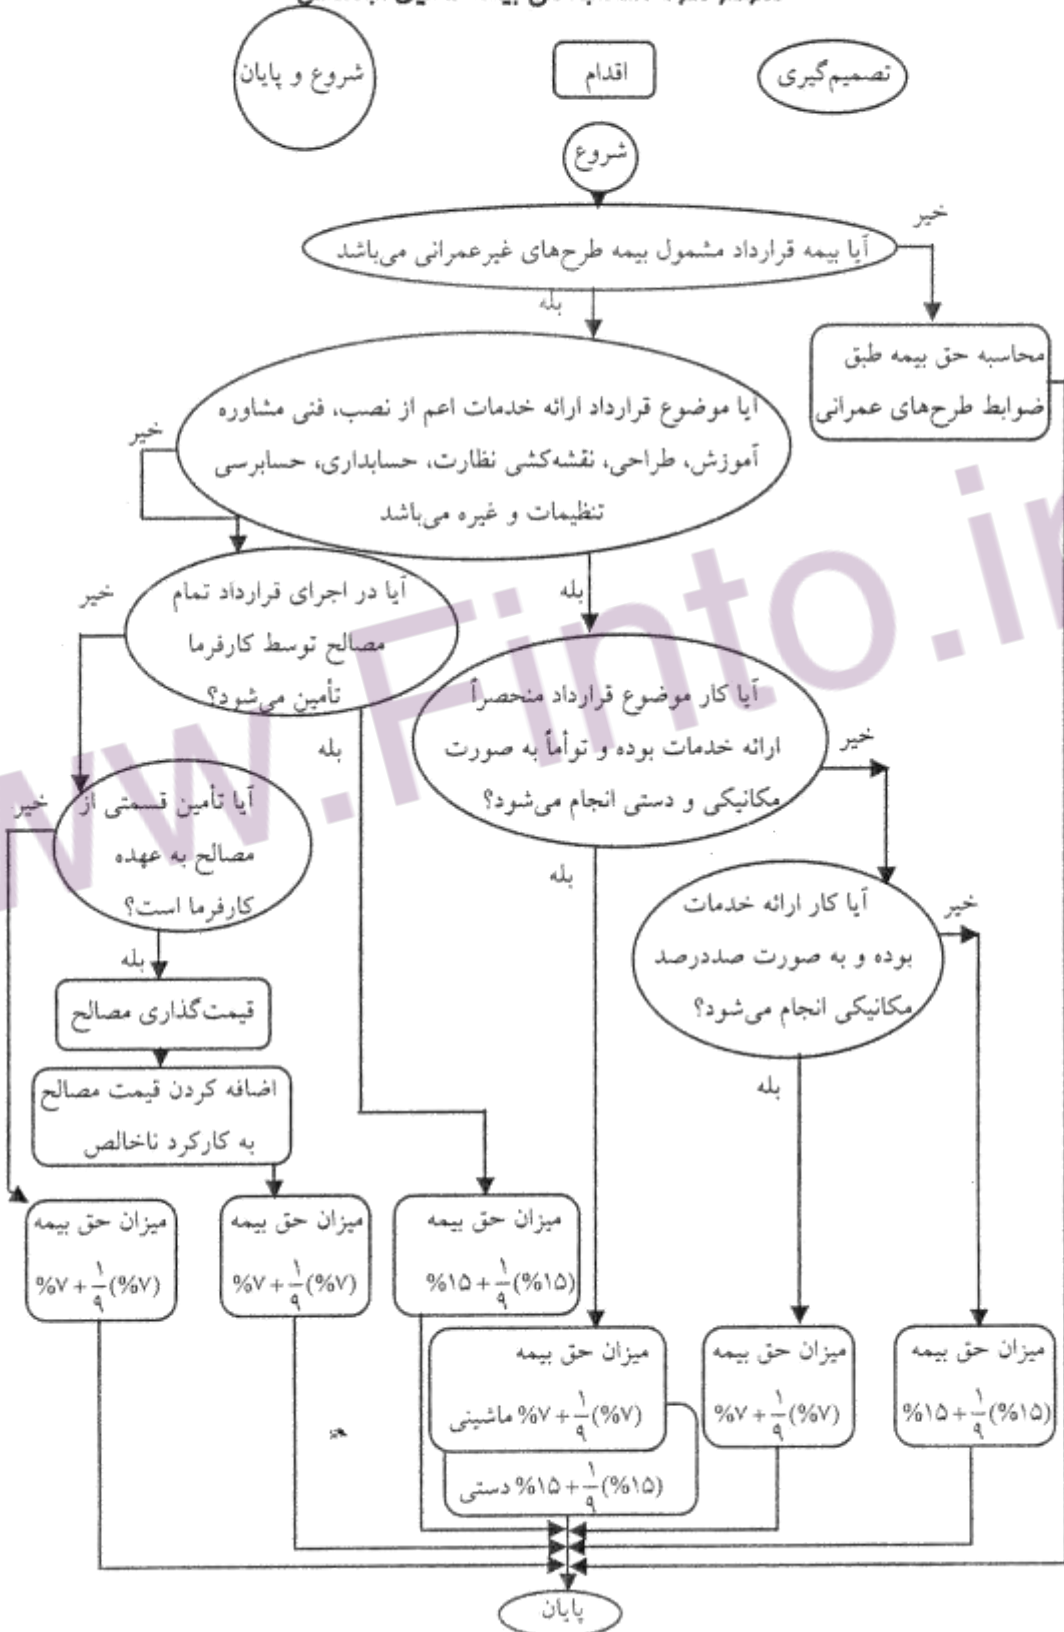 شروع و پایان
اقدام
تصمیم‌گیری
شروع
آیا بیمه قرارداد مشمول بیمه طرح‌های غیرعمرانی می‌باشد
خیر
بله
محاسبه حق بیمه طبق
ضوابط طرح‌های عمرانی
آیا موضوع قرارداد ارائه خدمات اعم از نصب، فنی مشاوره
آموزش، طراحی، نقشه‌کشی نظارت، حسابداری، حسابرسی
تنظیمات و غیره می‌باشد
خیر
بله
آیا در اجرای قرارداد تمام
مصالح توسط کارفرما
تأمین می‌شود؟
خیر
بله
آیا کار موضوع قرارداد منحصراً
ارائه خدمات بوده و توأماً به صورت
مکانیکی و دستی انجام می‌شود؟
خیر
بله
آیا تأمین قسمتی از
مصالح به عهده
کارفرما است؟
خیر
بله
آیا کار ارائه خدمات
بوده و به صورت صددرصد
مکانیکی انجام می‌شود؟
خیر
بله
قیمت‌گذاری مصالح
اضافه کردن قیمت مصالح
به کارکرد ناخالص
میزان حق بیمه
%۷+۱/۹(%۷)
میزان حق بیمه
%۷+۱/۹(%۷)
میزان حق بیمه
%۱۵+۱/۹(%۱۵)
میزان حق بیمه
%۷+۱/۹(%۷) ماشینی
%۱۵+۱/۹(%۱۵) دستی
میزان حق بیمه
%۷+۱/۹(%۷)
میزان حق بیمه
%۱۵+۱/۹(%۱۵)
پایان
www.Finto.ir